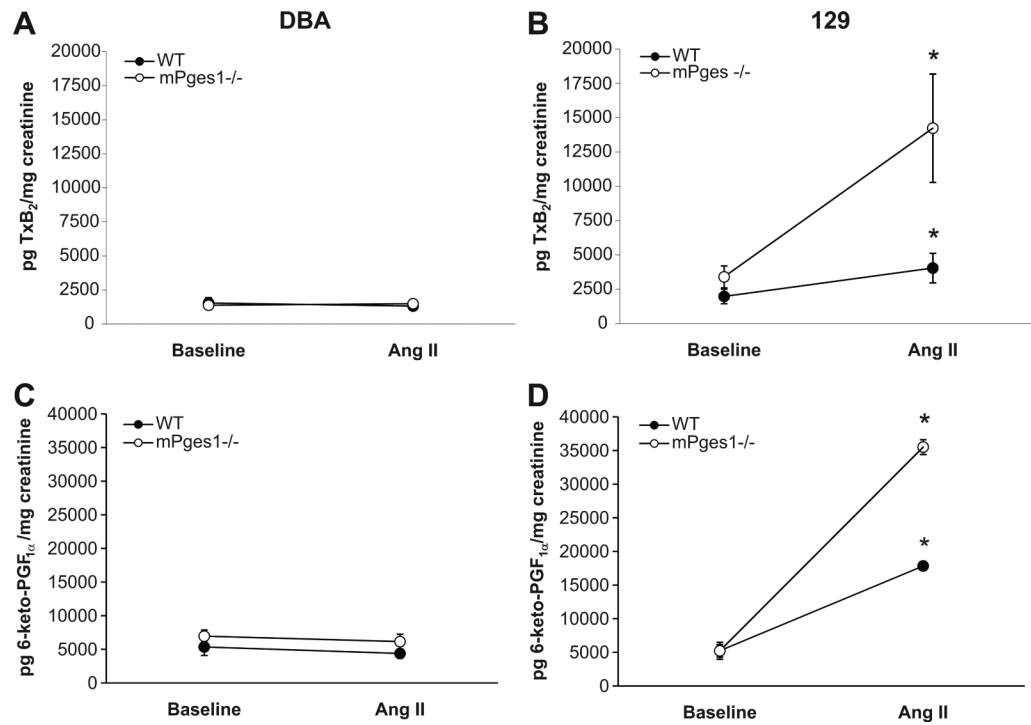 A DBA
WT
mPges1-/-
pg TxB₂/mg creatinine
20000
17500
15000
12500
10000
7500
5000
2500
0
Baseline Ang II
B 129
WT
mPges -/-
pg TxB₂/mg creatinine
20000
17500
15000
12500
10000
7500
5000
2500
0
*
*
Baseline Ang II
C
WT
mPges1-/-
pg 6-keto-PGF₁α/mg creatinine
40000
35000
30000
25000
20000
15000
10000
5000
0
Baseline Ang II
D
WT
mPges1-/-
pg 6-keto-PGF₁α/mg creatinine
40000
35000
30000
25000
20000
15000
10000
5000
0
*
*
Baseline Ang II